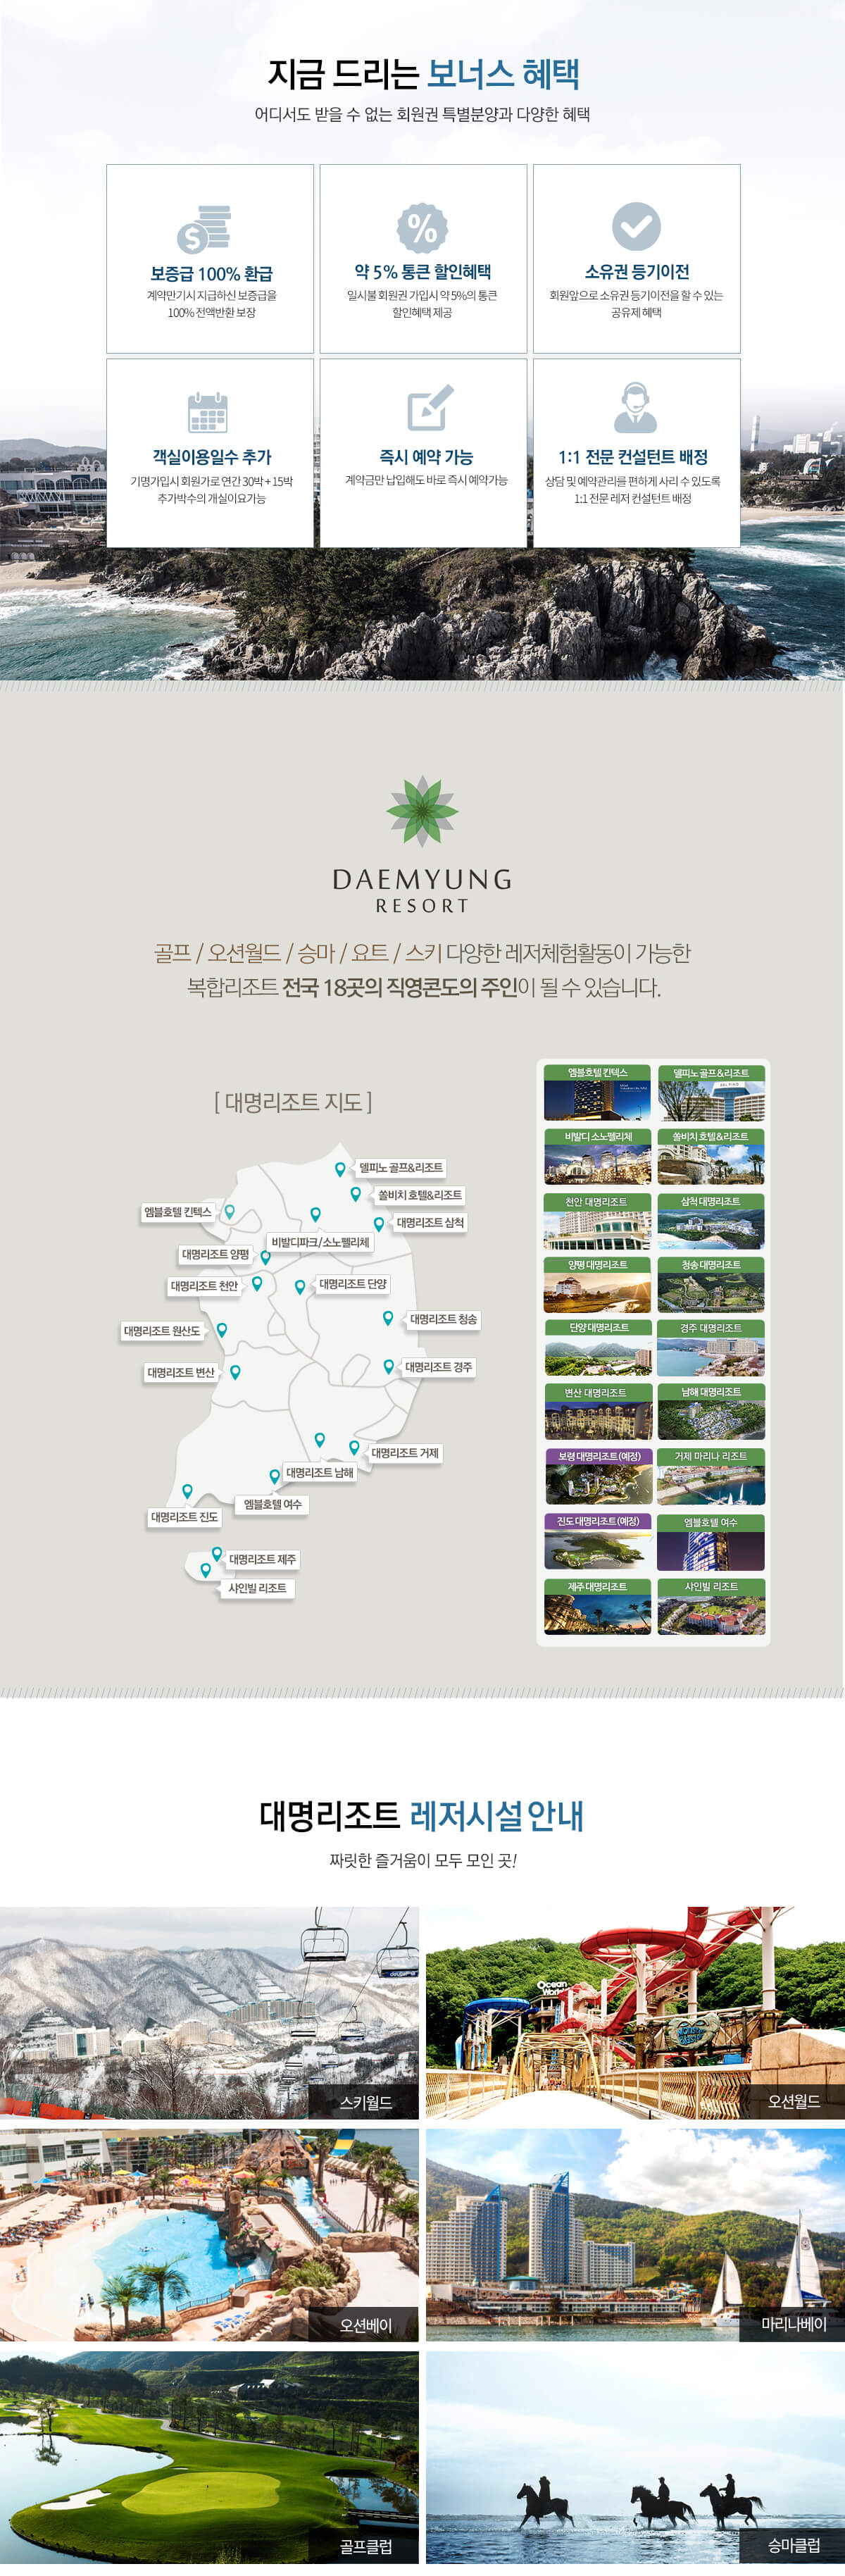 지금 드리는 보너스 혜택
어디서도 받을 수 없는 회원권 특별분양과 다양한 혜택
$
보증급 100% 환급
계약만기시 지급하신 보증급을
100% 전액반환 보장
%
약 5% 통큰 할인혜택
일시불 회원권 가입시 약 5%의 통큰
할인혜택 제공
소유권 등기이전
회원앞으로 소유권 등기이전을 할 수 있는
공유제 혜택
객실이용일수 추가
기명가입시 회원가로 연간 30박 + 15박
추가박수의 개실이요가능
즉시 예약 가능
계약금만 납입해도 바로 즉시 예약가능
1:1 전문 컨설턴트 배정
상담 및 예약관리를 편하게 사리 수 있도록
1:1 전문 레저 컨설턴트 배정
DAEMYUNG
RESORT
골프 / 오션월드 / 승마 / 요트 / 스키 다양한 레저체험활동이 가능한
복합리조트 전국 18곳의 직영콘도의 주인이 될 수 있습니다.
[ 대명리조트 지도 ]
델피노 골프&리조트
쏠비치 호텔&리조트
엠블호텔 킨텍스
대명리조트 삼척
비발디파크/소노펠리체
대명리조트 양평
대명리조트 천안
대명리조트 단양
대명리조트 청송
대명리조트 원산도
대명리조트 변산
대명리조트 경주
대명리조트 거제
대명리조트 남해
엠블호텔 여수
대명리조트 진도
대명리조트 제주
샤인빌 리조트
엠블호텔 킨텍스
델피노 골프&리조트
비발디 소노펠리체
쏠비치 호텔&리조트
천안 대명리조트
삼척 대명리조트
양평 대명리조트
청송 대명리조트
단양 대명리조트
경주 대명리조트
변산 대명리조트
남해 대명리조트
보령 대명리조트(예정)
거제 마리나 리조트
진도 대명리조트(예정)
엠블호텔 여수
제주 대명리조트
샤인빌 리조트
대명리조트 레저시설안내
짜릿한 즐거움이 모두 모인 곳!
스키월드
Ocean
World
오션월드
오션베이
마리나베이
골프클럽
승마클럽